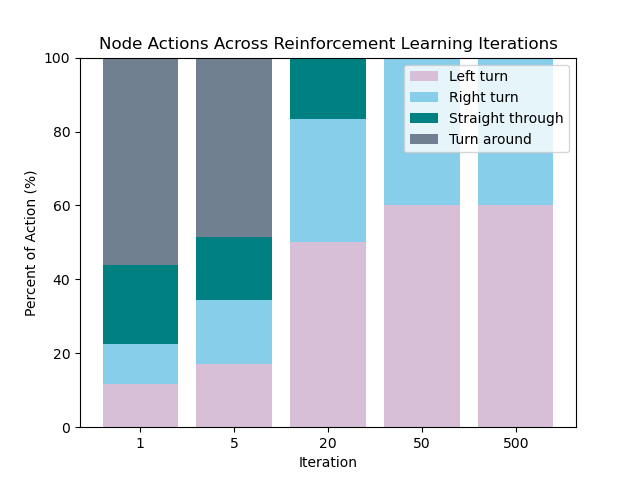 Node Actions Across Reinforcement Learning Iterations
Percent of Action (%)
100
80
60
40
20
0
Left turn
Right turn
Straight through
Turn around
1 5 20 50 500
Iteration